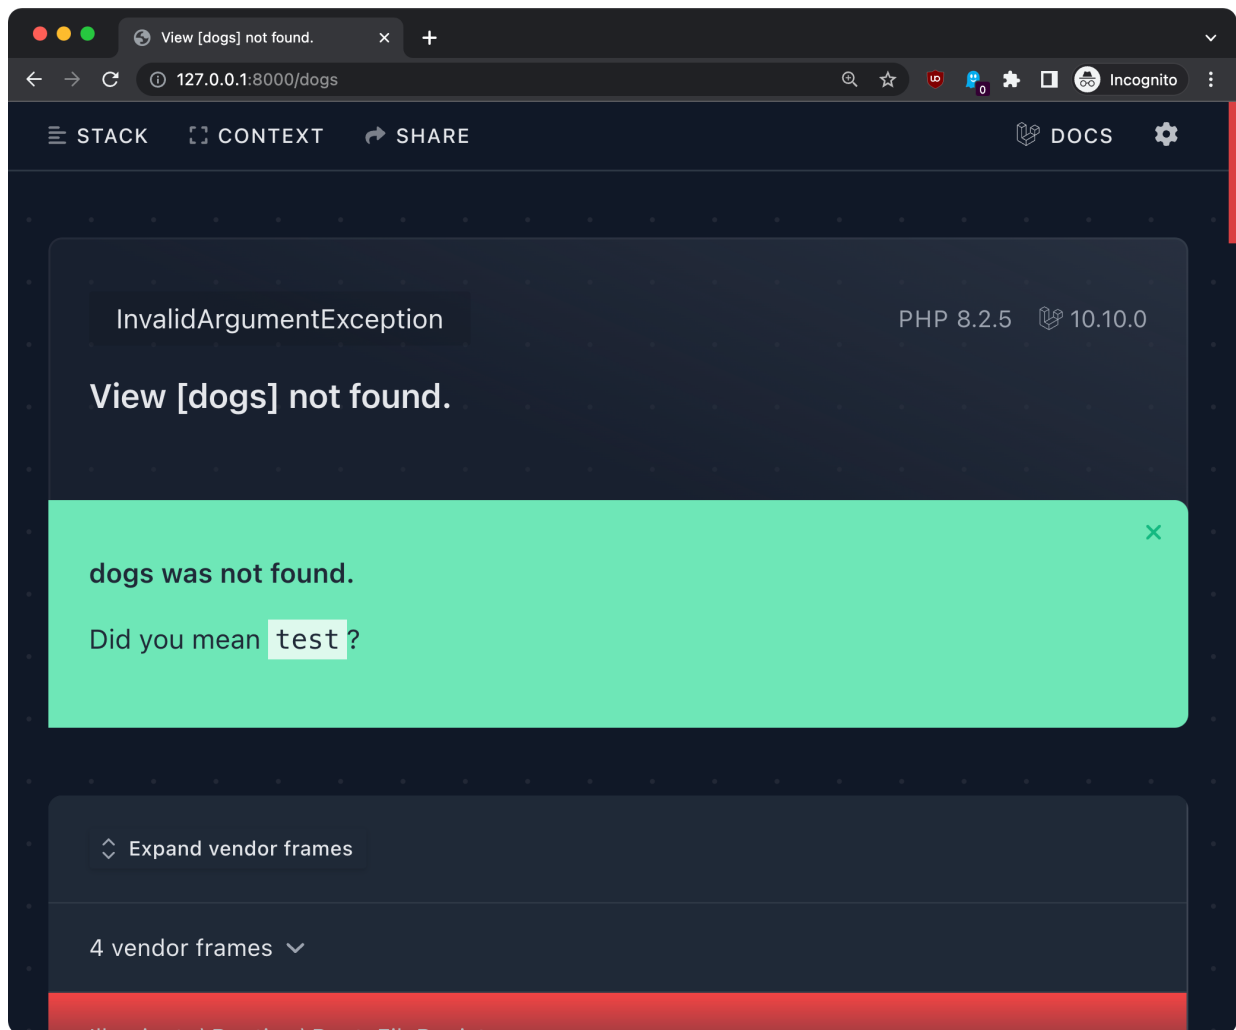 View [dogs] not found.
127.0.0.1:8000/dogs
0
Incognito
STACK
CONTEXT
SHARE
DOCS
InvalidArgumentException
PHP 8.2.5
10.10.0
View [dogs] not found.
dogs was not found.
Did you mean test?
Expand vendor frames
4 vendor frames